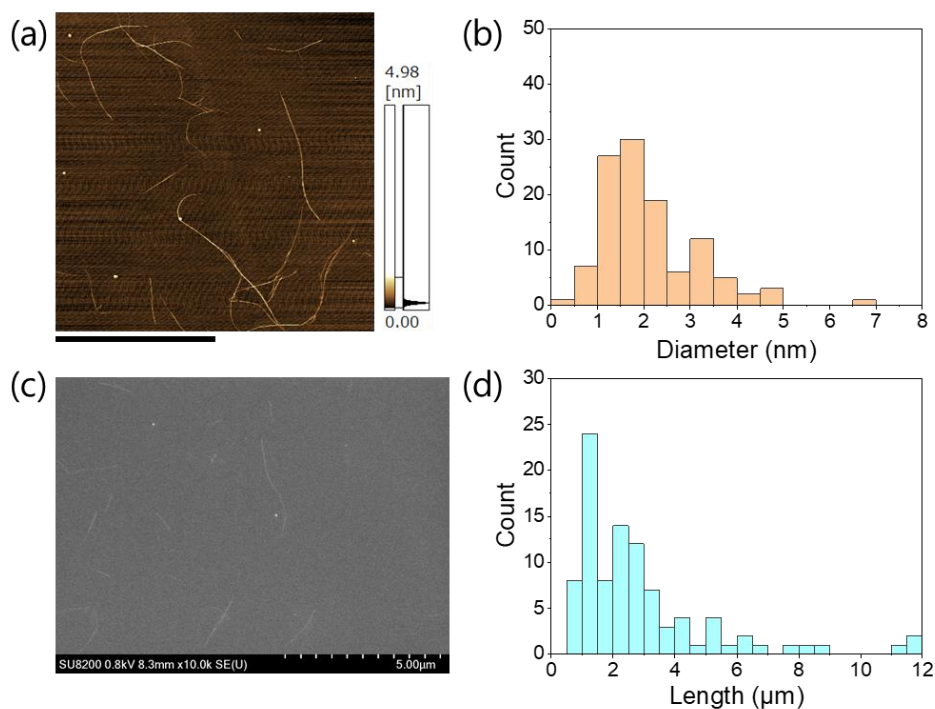 (a)
4.98
[nm]
0.00
(b)
50
40
30
20
10
0
Count
0 1 2 3 4 5 6 7 8
Diameter (nm)
(c)
SU8200 0.8kV 8.3mm x10.0k SE(U) 5.00μm
(d)
30
25
20
15
10
5
0
Count
0 2 4 6 8 10 12
Length (μm)